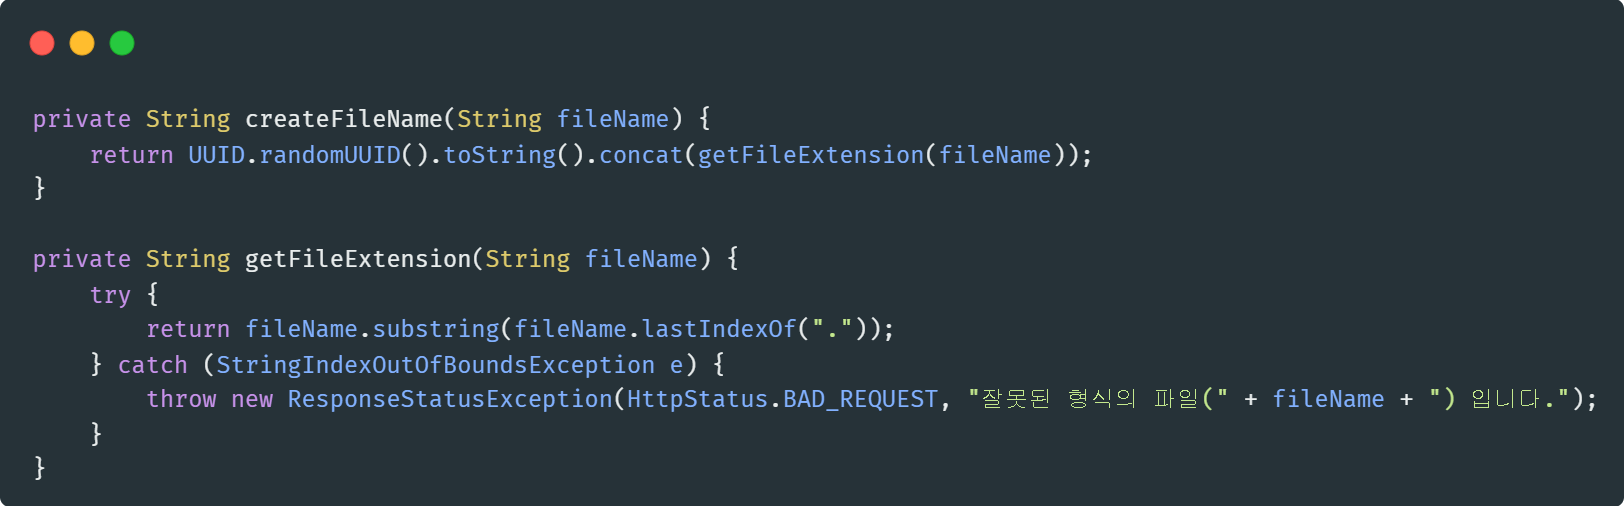 private String createFileName(String fileName) {
    return UUID.randomUUID().toString().concat(getFileExtension(fileName));
}

private String getFileExtension(String fileName) {
    try {
        return fileName.substring(fileName.lastIndexOf("."));
    } catch (StringIndexOutOfBoundsException e) {
        throw new ResponseStatusException(HttpStatus.BAD_REQUEST, "잘못된 형식의 파일(" + fileName + ") 입니다.");
    }
}